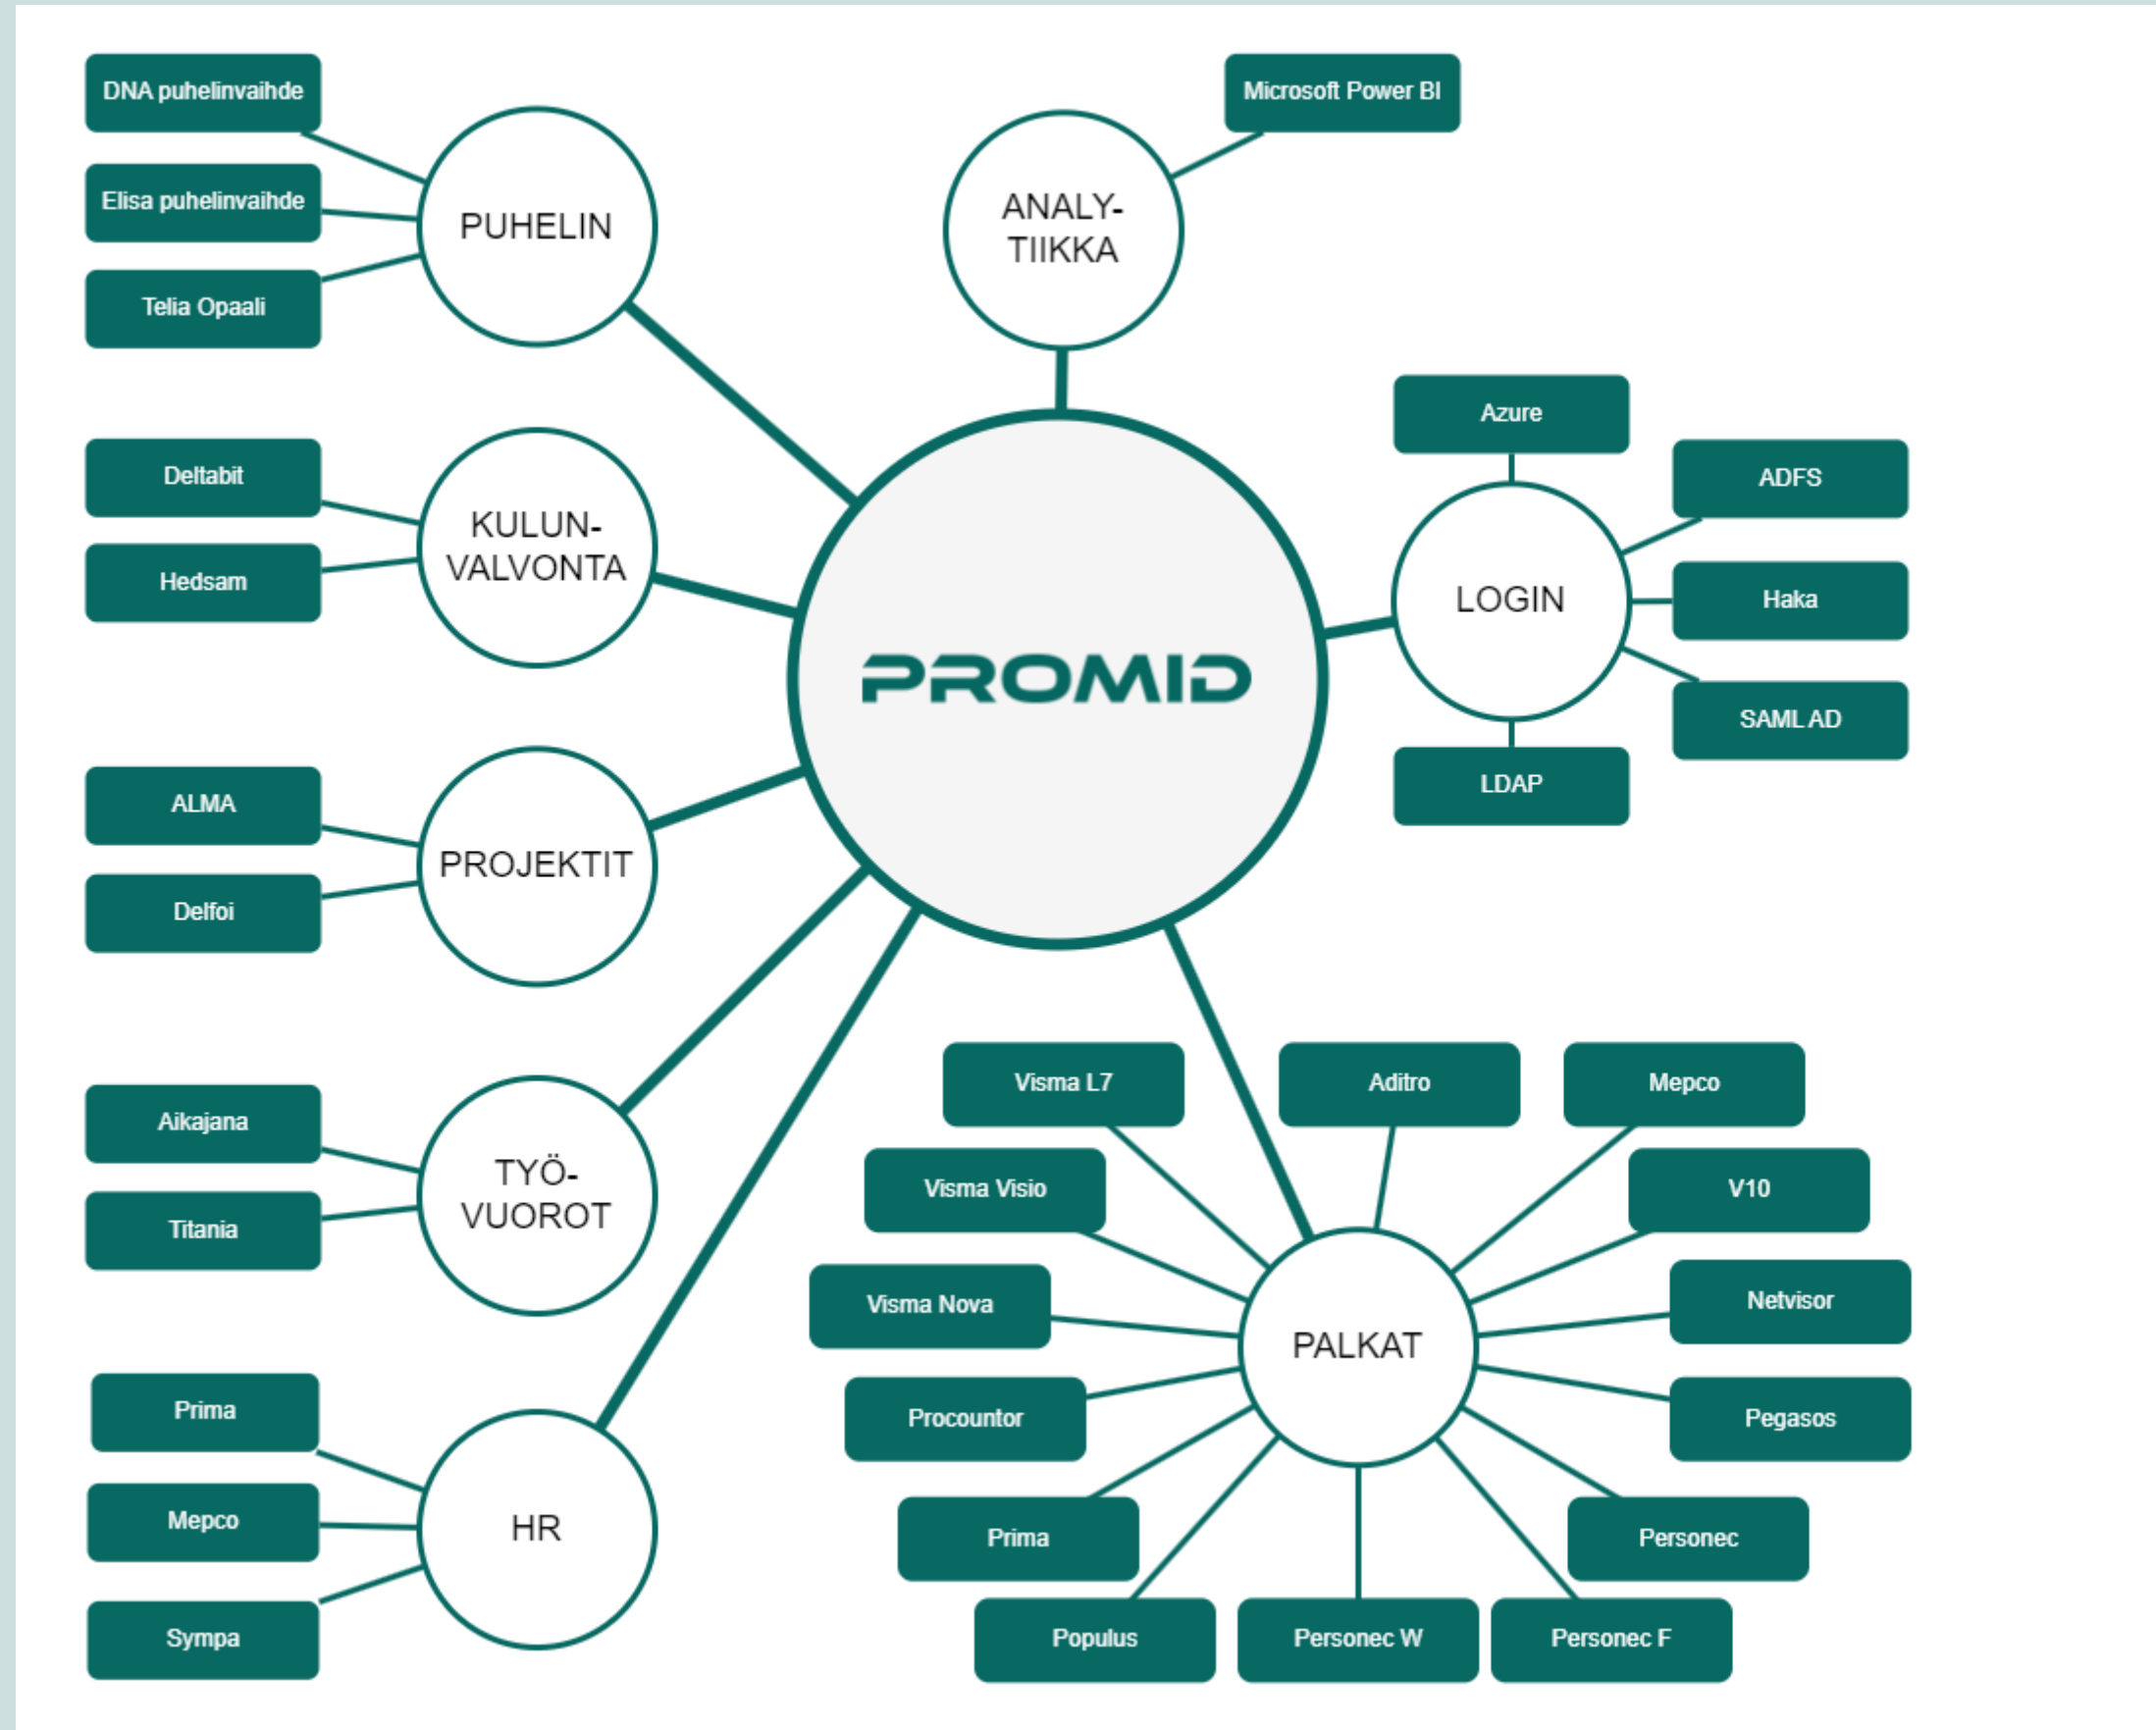 DNA puhelinvaihde
Elisa puhelinvaihde
Telia Opaali
PUHELIN
ANALY-
TIIKKA
Microsoft Power BI
Deltabit
Hedsam
KULUN-
VALVONTA
PROMID
Azure
ADFS
Haka
SAML AD
LDAP
LOGIN
ALMA
Delfoi
PROJEKTIT
Aikajana
Titania
TYÖ-
VUOROT
Prima
Mepco
Sympa
HR
Visma L7
Aditro
Mepco
Visma Visio
V10
Visma Nova
Netvisor
PALKAT
Procountor
Pegasos
Prima
Personec
Populus
Personec W
Personec F